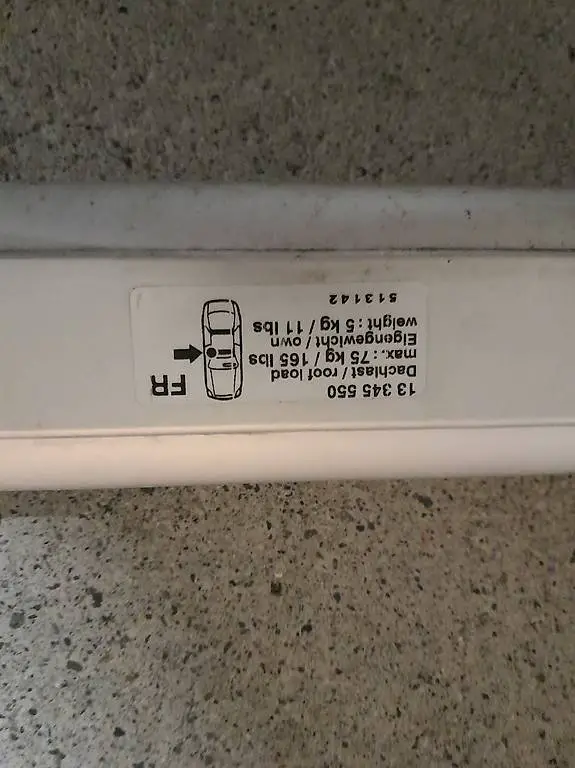 13 345 550
Dachlast / roof load
max.: 75 kg / 165 lbs
Eigengewicht / own
weight: 5 kg / 11 lbs
513142
FR